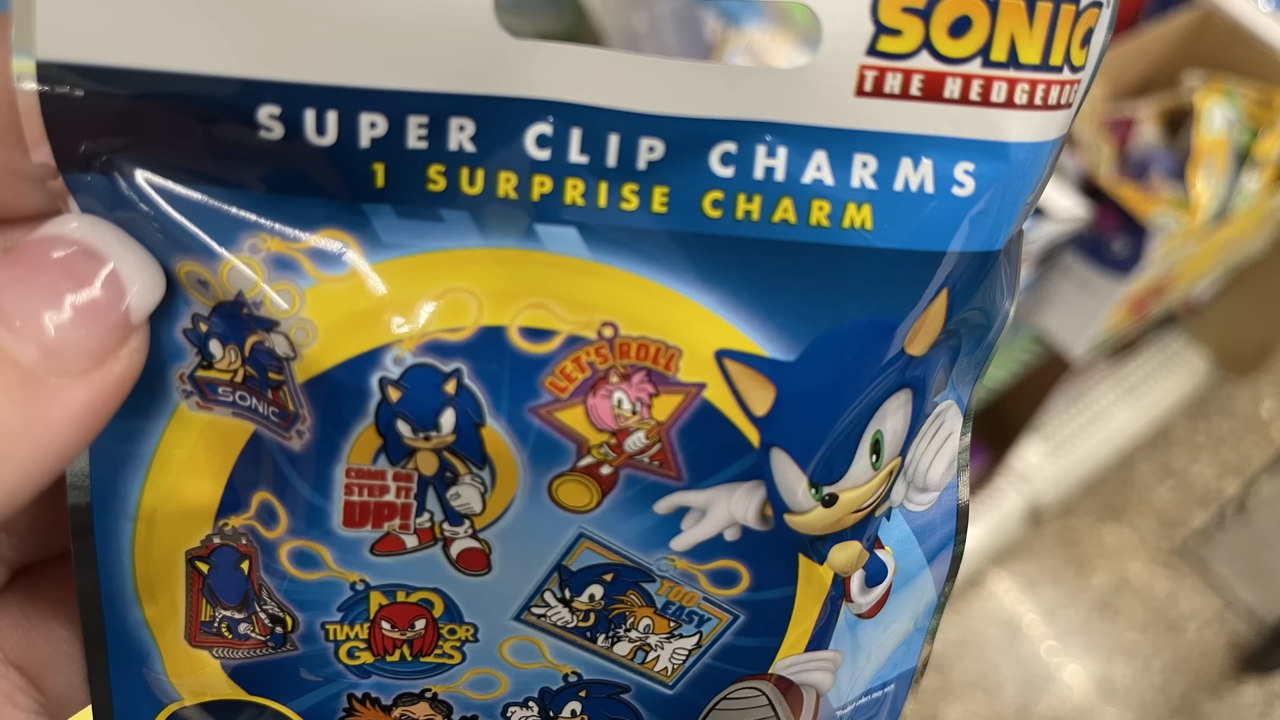 SONIC
THE HEDGEHOG
SUPER CLIP CHARMS
1 SURPRISE CHARM
LET'S ROLL
SONIC
COME ON
STEP IT
UP!
TOO
EASY
NO
TIME FOR
GAMES